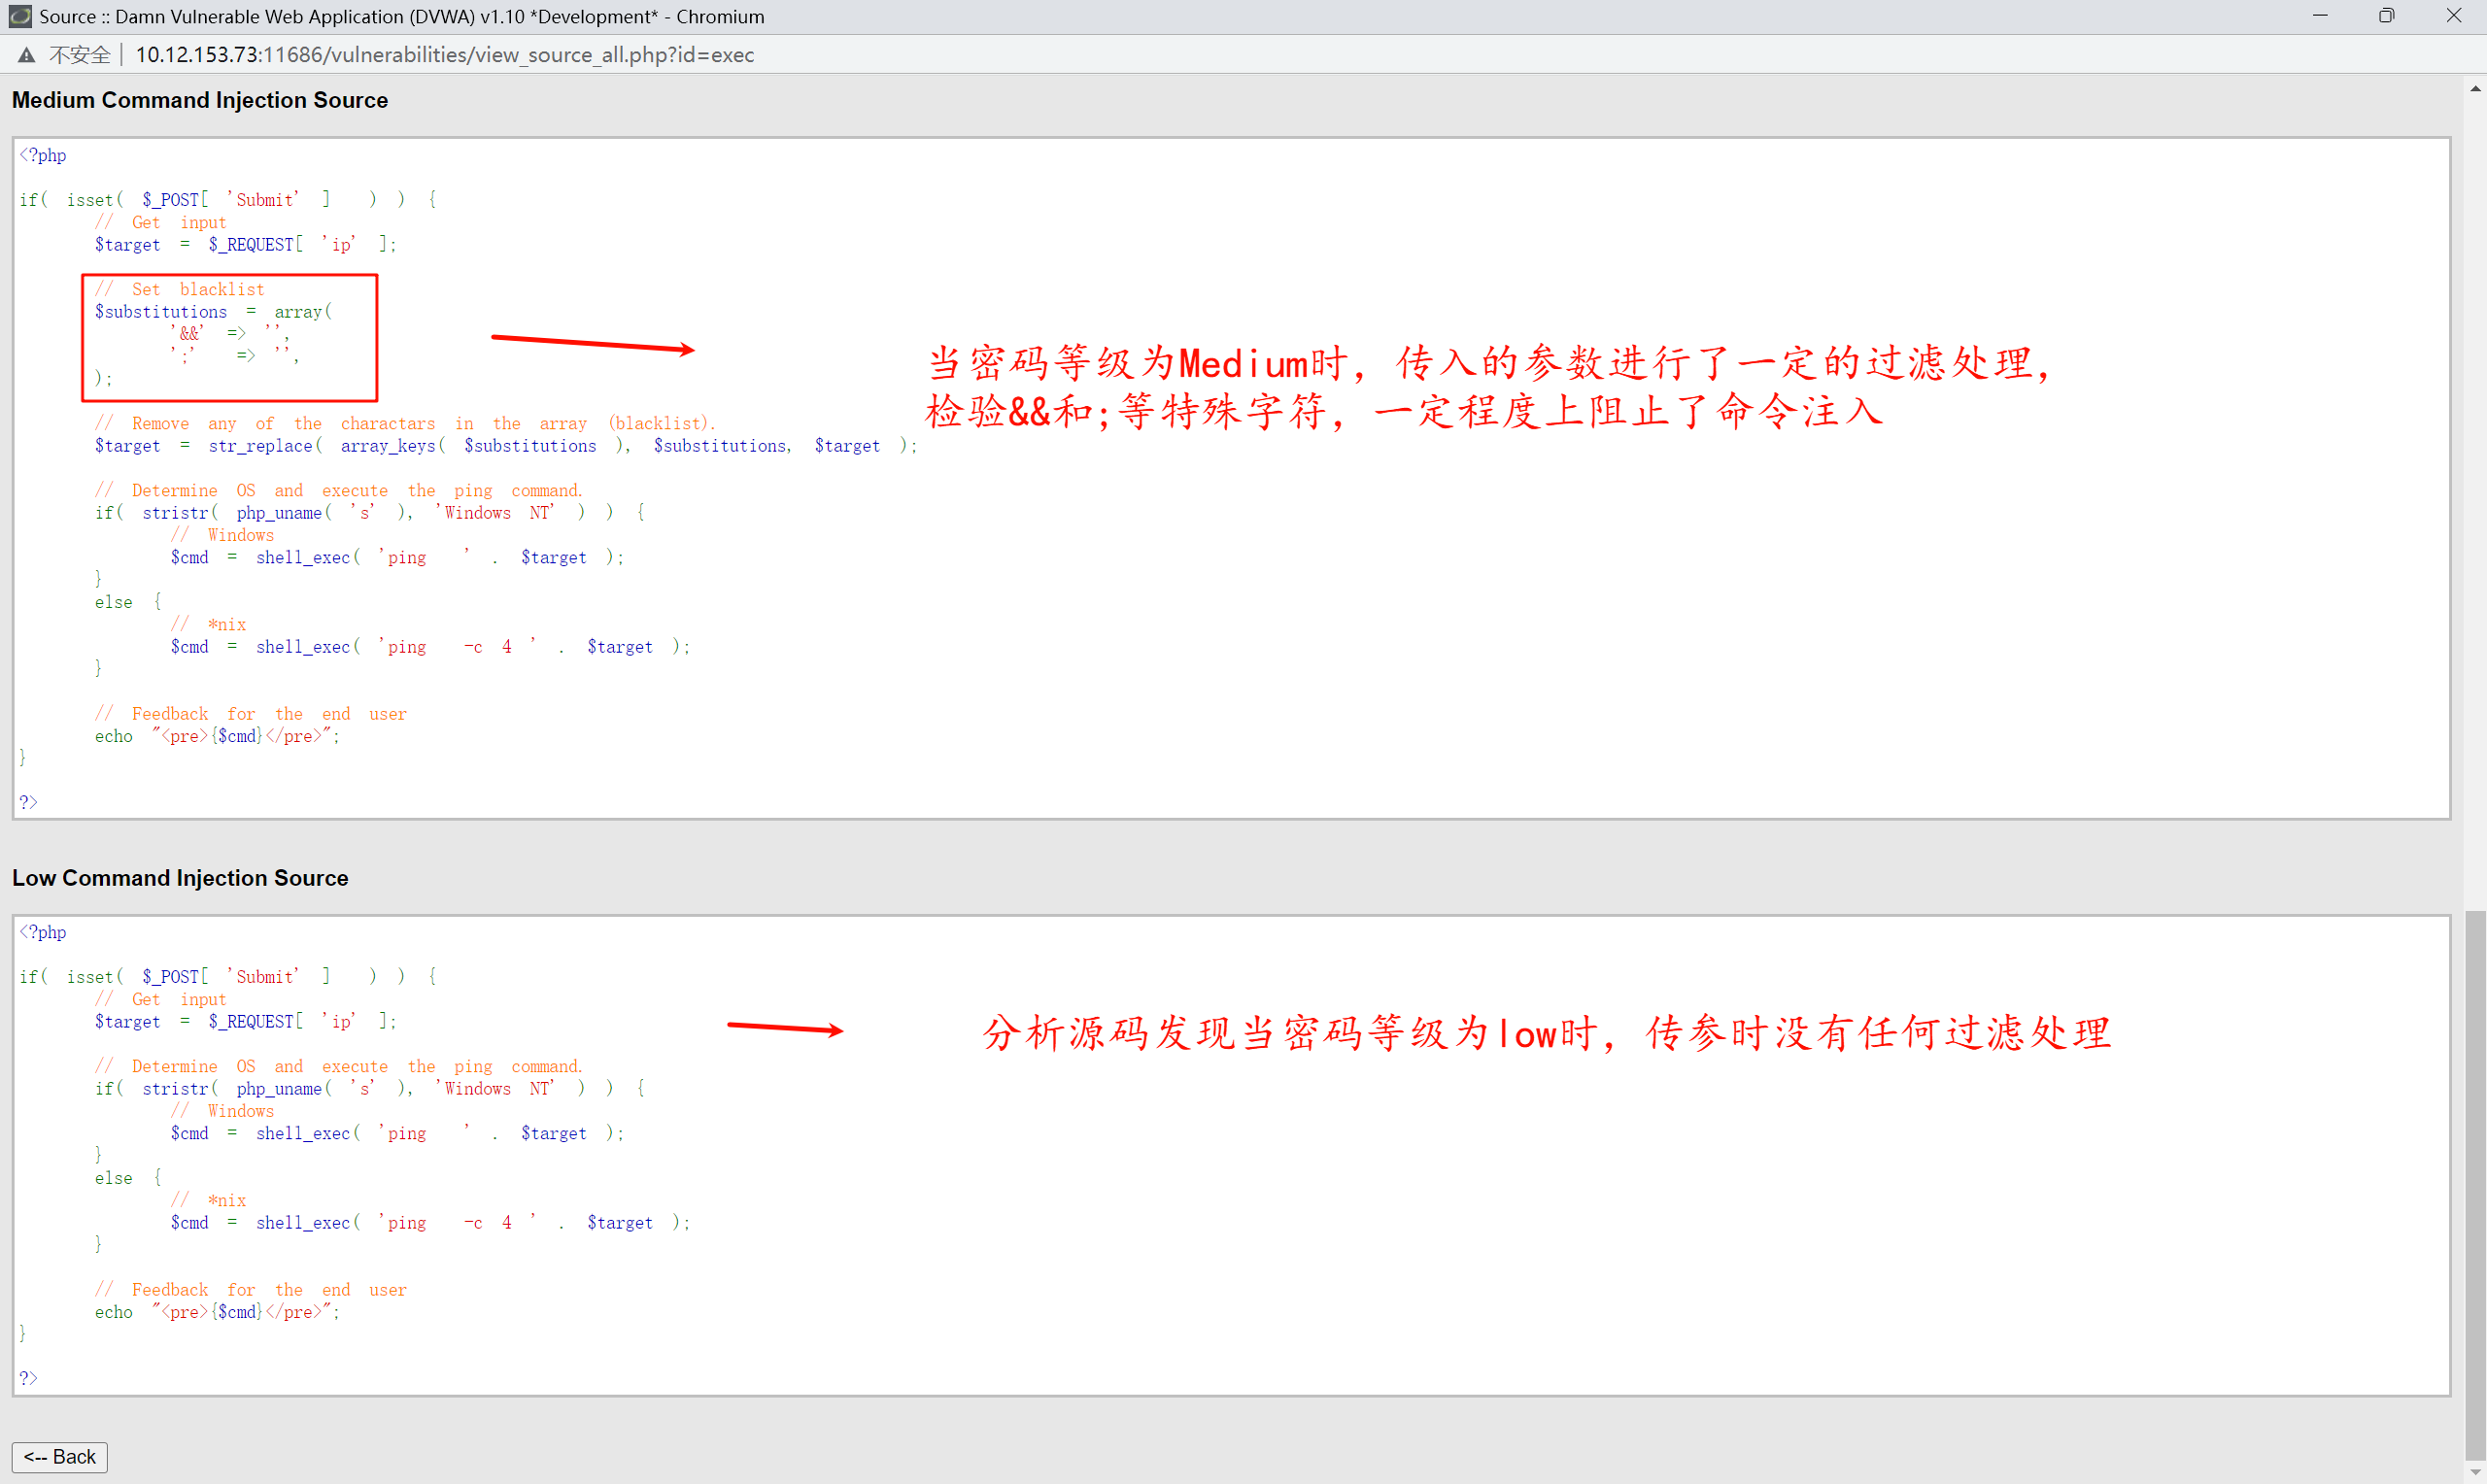 Source :: Damn Vulnerable Web Application (DVWA) v1.10 *Development* - Chromium
不安全 10.12.153.73:11686/vulnerabilities/view_source_all.php?id=exec
Medium Command Injection Source
<?php
if( isset( $_POST[ 'Submit' ] ) ) {
// Get input
$target = $_REQUEST[ 'ip' ];
// Set blacklist
$substitutions = array(
'&&' => '',
';' => '',
);
当密码等级为Medium时，传入的参数进行了一定的过滤处理，
检验&&和;等特殊字符，一定程度上阻止了命令注入
// Remove any of the charactars in the array (blacklist).
$target = str_replace( array_keys( $substitutions ), $substitutions, $target );
// Determine OS and execute the ping command.
if( stristr( php_uname( 's' ), 'Windows NT' ) ) {
// Windows
$cmd = shell_exec( 'ping ' . $target );
}
else {
// *nix
$cmd = shell_exec( 'ping -c 4 ' . $target );
}
// Feedback for the end user
echo "<pre>{$cmd}</pre>";
}
?>
Low Command Injection Source
<?php
if( isset( $_POST[ 'Submit' ] ) ) {
// Get input
$target = $_REQUEST[ 'ip' ];
分析源码发现当密码等级为low时，传参时没有任何过滤处理
// Determine OS and execute the ping command.
if( stristr( php_uname( 's' ), 'Windows NT' ) ) {
// Windows
$cmd = shell_exec( 'ping ' . $target );
}
else {
// *nix
$cmd = shell_exec( 'ping -c 4 ' . $target );
}
// Feedback for the end user
echo "<pre>{$cmd}</pre>";
}
?>
<-- Back